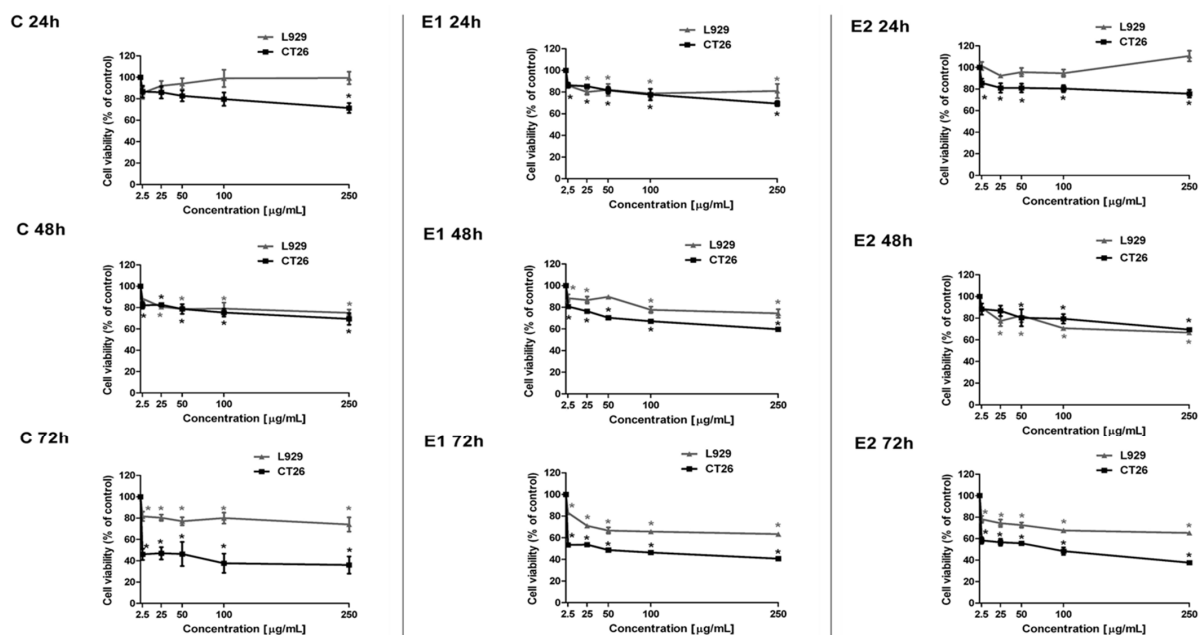 C 24h
L929
CT26
Cell viability (% of control)
120
100
80
60
40
20
0
2.5 25 50 100 250
*
Concentration [µg/mL]
E1 24h
L929
CT26
Cell viability (% of control)
120
100
80
60
40
20
0
* * * *
* * * * *
2,5 25 50 100 250
Concentration [µg/mL]
E2 24h
L929
CT26
Cell viability (% of control)
120
100
80
60
40
20
0
* * * * *
2.5 25 50 100 250
Concentration [µg/mL]
C 48h
L929
CT26
Cell viability (% of control)
120
100
80
60
40
20
0
* * * *
* * * * *
2.5 25 50 100 250
Concentration [µg/mL]
E1 48h
L929
CT26
Cell viability (% of control)
120
100
80
60
40
20
0
* * * *
* * * * *
2.5 25 50 100 250
Concentration [µg/mL]
E2 48h
L929
CT26
Cell viability (% of control)
120
100
80
60
40
20
0
* * *
* * * *
2.5 25 50 100 250
Concentration [µg/mL]
C 72h
L929
CT26
Cell viability (% of control)
120
100
80
60
40
20
0
* * * * *
* * * * *
2.5 25 50 100 250
Concentration [µg/mL]
E1 72h
L929
CT26
Cell viability (% of control)
120
100
80
60
40
20
0
* * * * *
* * * * *
2.5 25 50 100 250
Concentration [µg/mL]
E2 72h
L929
CT26
Cell viability (% of control)
120
100
80
60
40
20
0
* * * * *
* * * * *
2.5 25 50 100 250
Concentration [µg/mL]